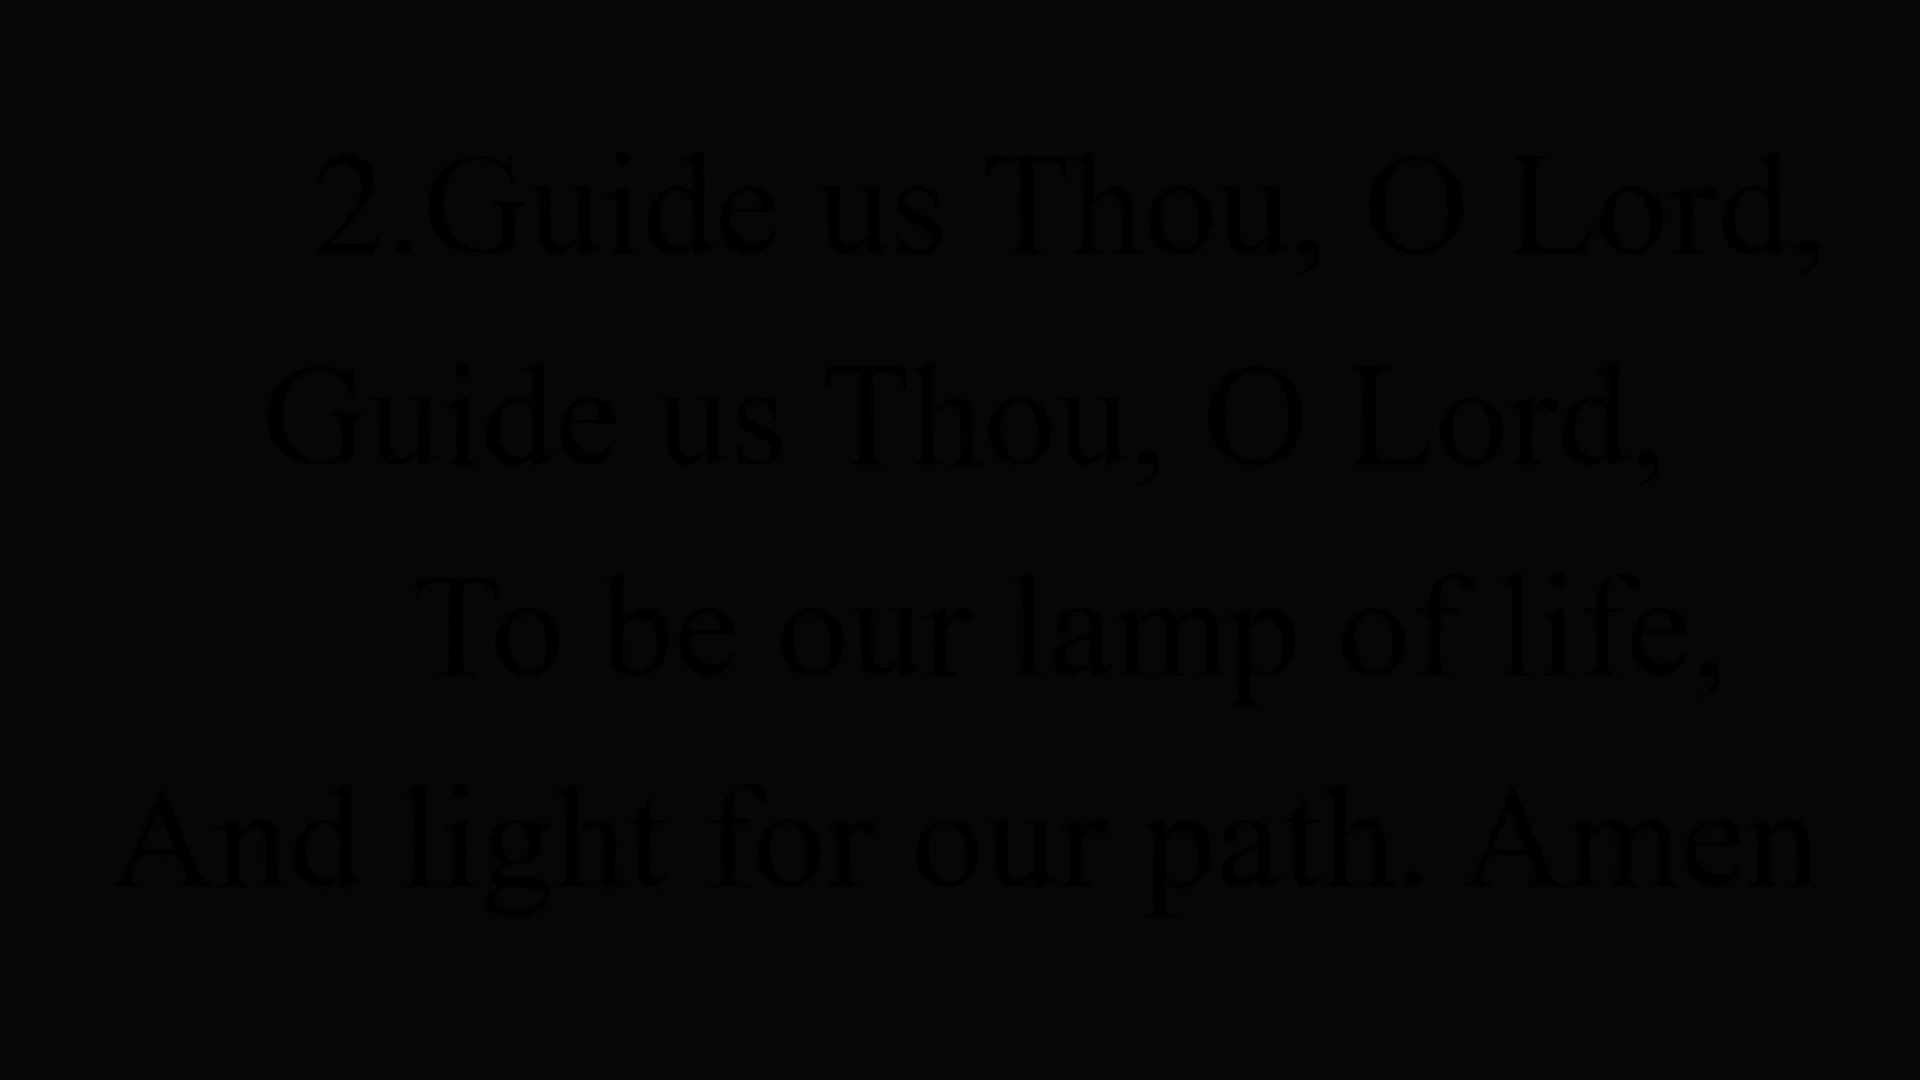 2.Guide us Thou, O Lord,
Guide us Thou, O Lord,
To be our lamp of life,
And light for our path. Amen